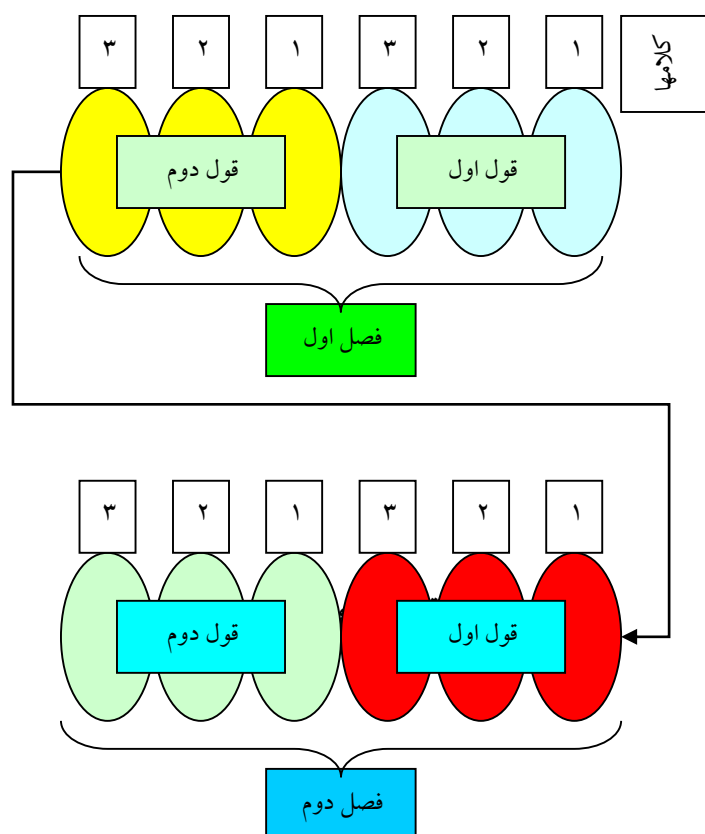 کلامها
۱ ۲ ۳ ۱ ۲ ۳
قول اول
قول دوم
فصل اول
۱ ۲ ۳ ۱ ۲ ۳
قول اول
قول دوم
فصل دوم